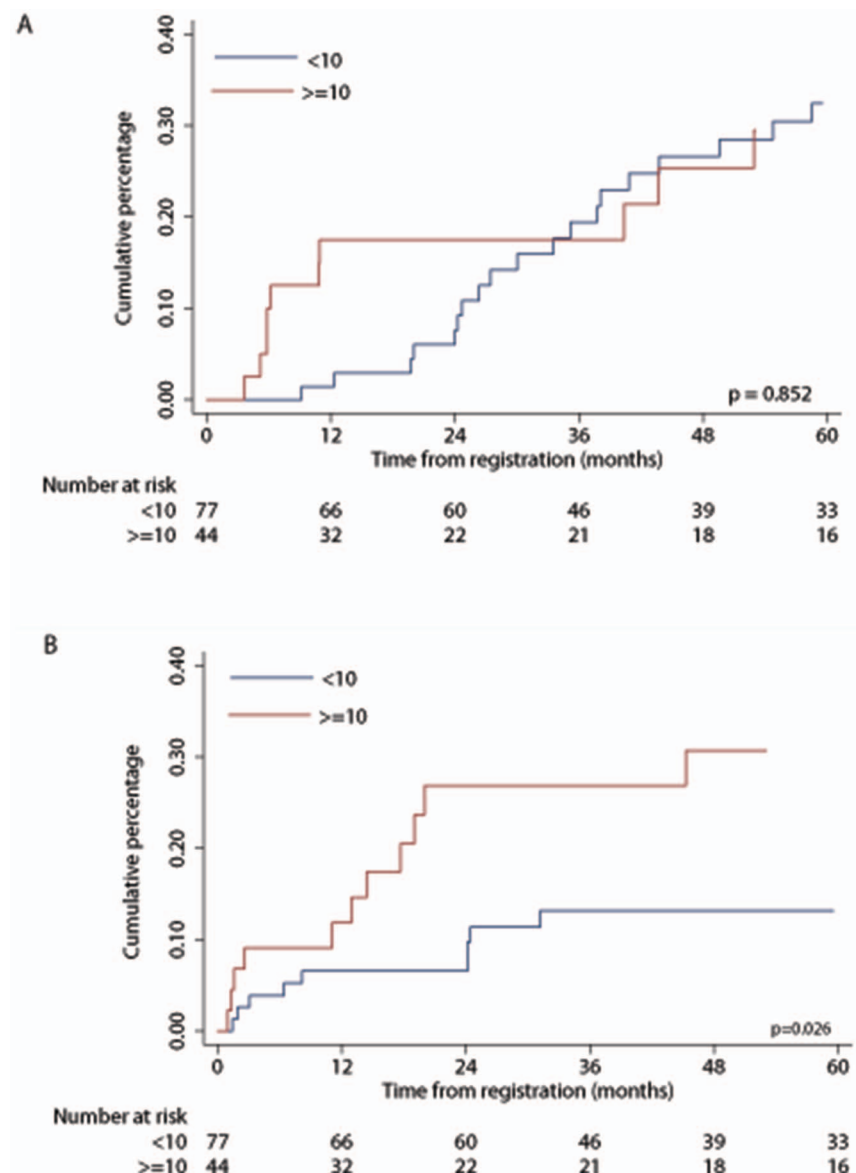 A
0.40
0.30
0.20
0.10
0.00
Cumulative percentage
<10
>=10
p = 0.852
0 12 24 36 48 60
Time from registration (months)
Number at risk
<10 77 66 60 46 39 33
>=10 44 32 22 21 18 16
B
0.40
0.30
0.20
0.10
0.00
Cumulative percentage
<10
>=10
p=0.026
0 12 24 36 48 60
Time from registration (months)
Number at risk
<10 77 66 60 46 39 33
>=10 44 32 22 21 18 16